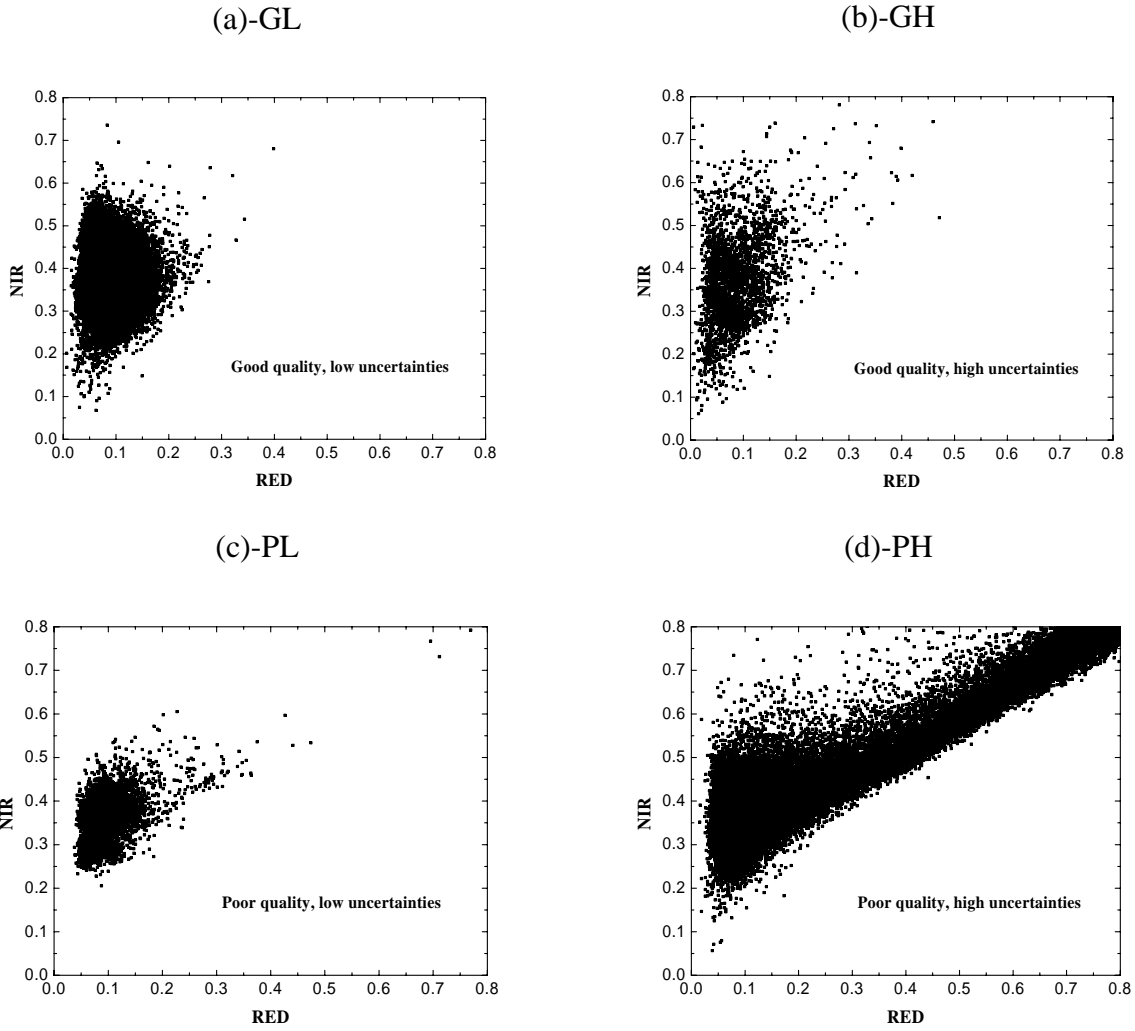 (a)-GL
(b)-GH
0.8
0.7
0.6
0.5
0.4
0.3
0.2
0.1
0.0
NIR
Good quality, low uncertainties
0.0 0.1 0.2 0.3 0.4 0.5 0.6 0.7 0.8
RED
0.8
0.7
0.6
0.5
0.4
0.3
0.2
0.1
0.0
NIR
Good quality, high uncertainties
0.0 0.1 0.2 0.3 0.4 0.5 0.6 0.7 0.8
RED
(c)-PL
(d)-PH
0.8
0.7
0.6
0.5
0.4
0.3
0.2
0.1
0.0
NIR
Poor quality, low uncertainties
0.0 0.1 0.2 0.3 0.4 0.5 0.6 0.7 0.8
RED
0.8
0.7
0.6
0.5
0.4
0.3
0.2
0.1
0.0
NIR
Poor quality, high uncertainties
0.0 0.1 0.2 0.3 0.4 0.5 0.6 0.7 0.8
RED